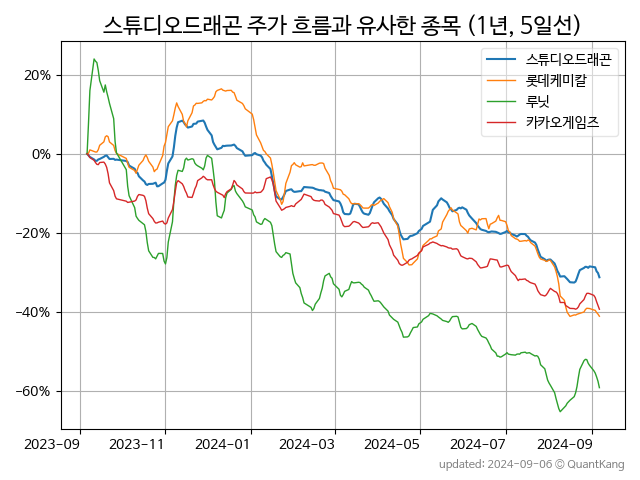 스튜디오드래곤 주가 흐름과 유사한 종목 (1년, 5일선)
스튜디오드래곤
롯데케미칼
루닛
카카오게임즈
20%
0%
−20%
−40%
−60%
2023-09 2023-11 2024-01 2024-03 2024-05 2024-07 2024-09
updated: 2024-09-06 © QuantKang